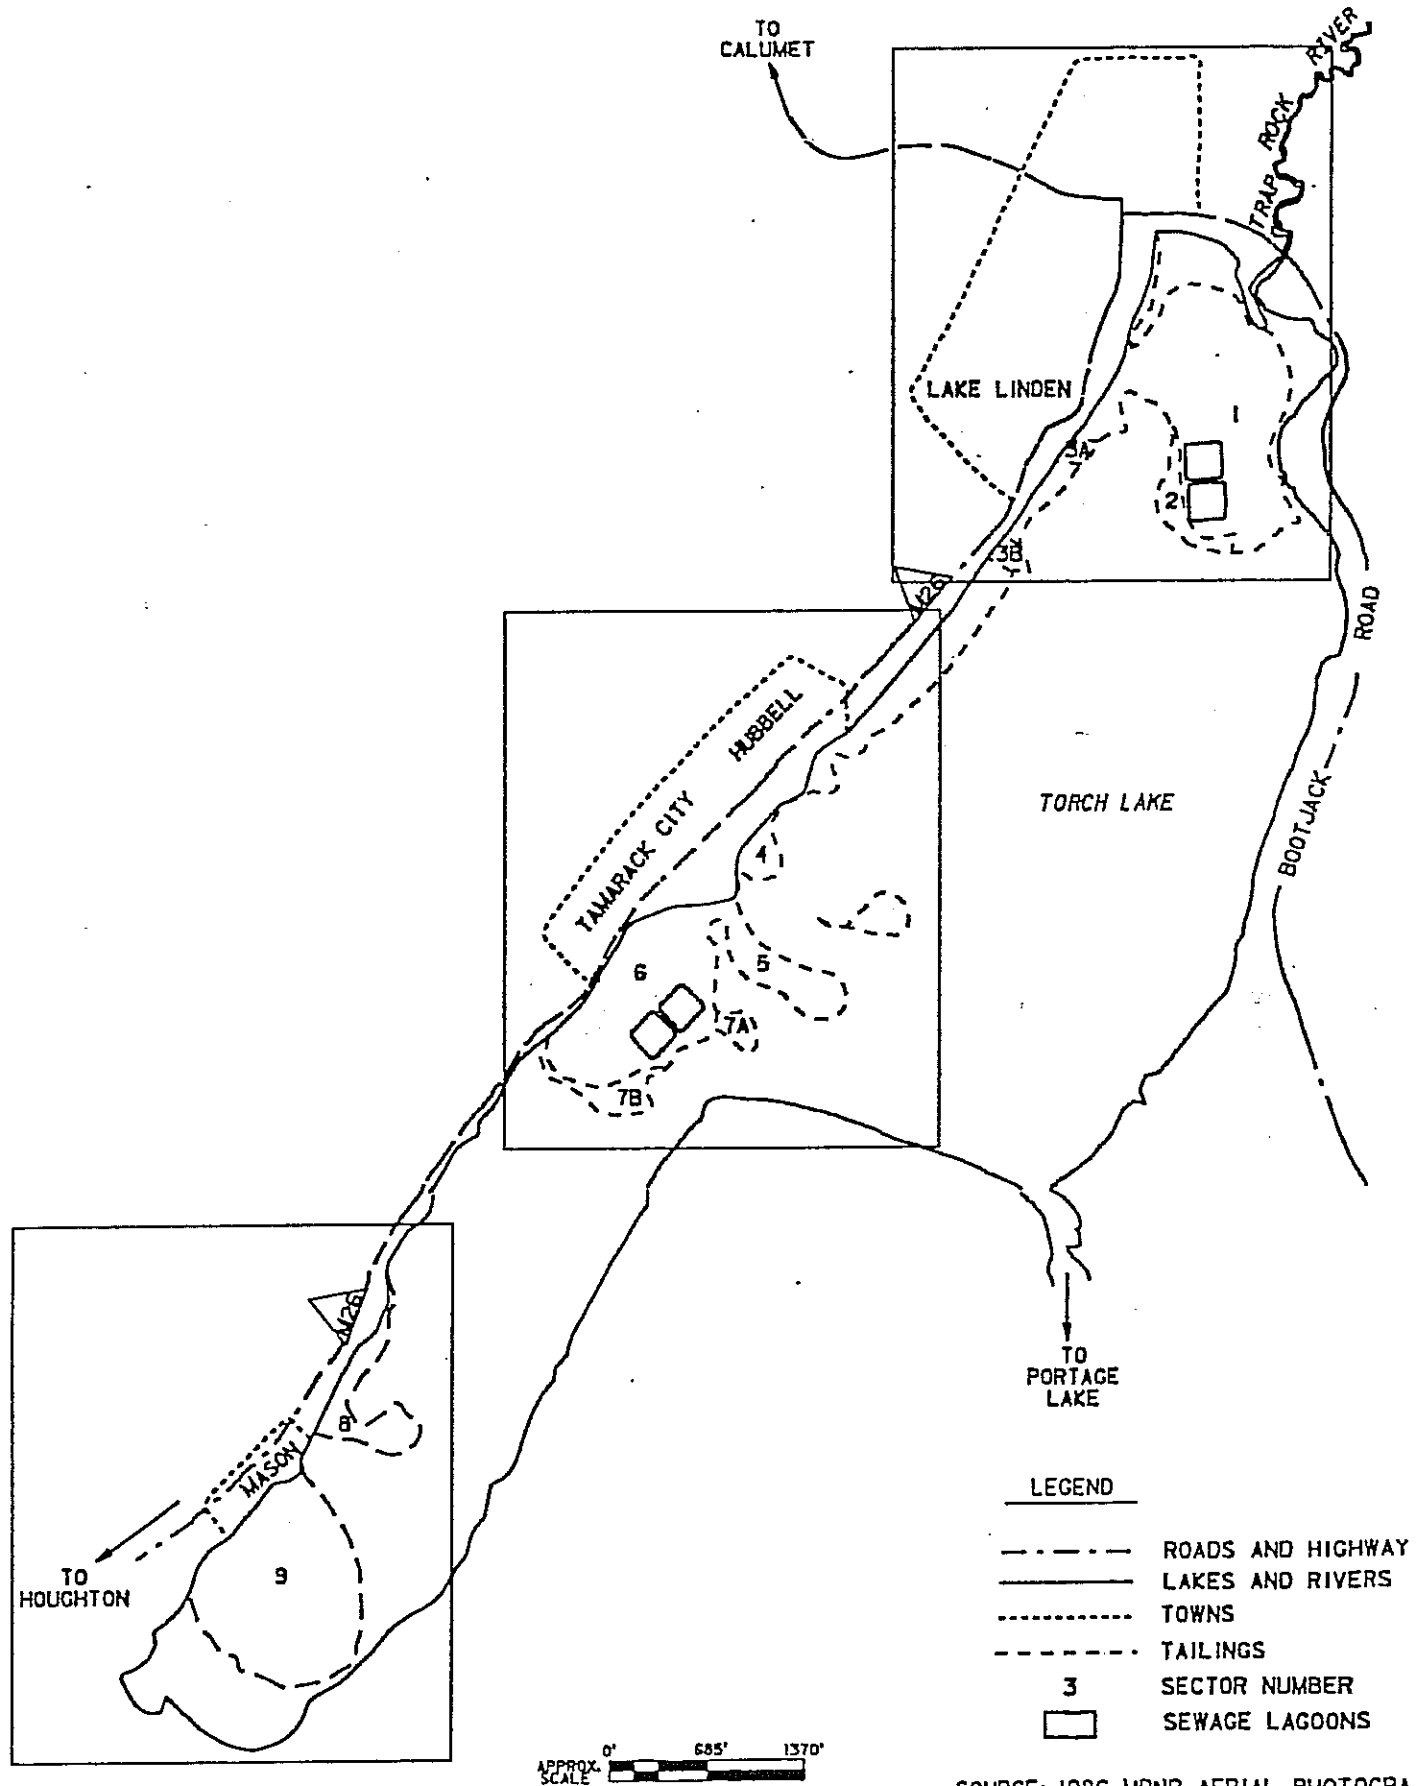 TO
CALUMET
TRAP ROCK RIVER
LAKE LINDEN
1
3A
2
3B
M26
ROAD
HUBBELL
TAMARACK CITY
TORCH LAKE
BOOTJACK
4
5
6
7A
7B
M26
TO
PORTAGE
LAKE
8
MASON
9
TO
HOUGHTON
LEGEND
ROADS AND HIGHWAY
LAKES AND RIVERS
TOWNS
TAILINGS
3 SECTOR NUMBER
SEWAGE LAGOONS
0' 685' 1370'
APPROX.
SCALE